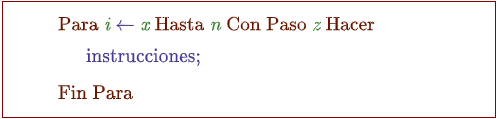 Para i ← x Hasta n Con Paso z Hacer
instrucciones;
Fin Para